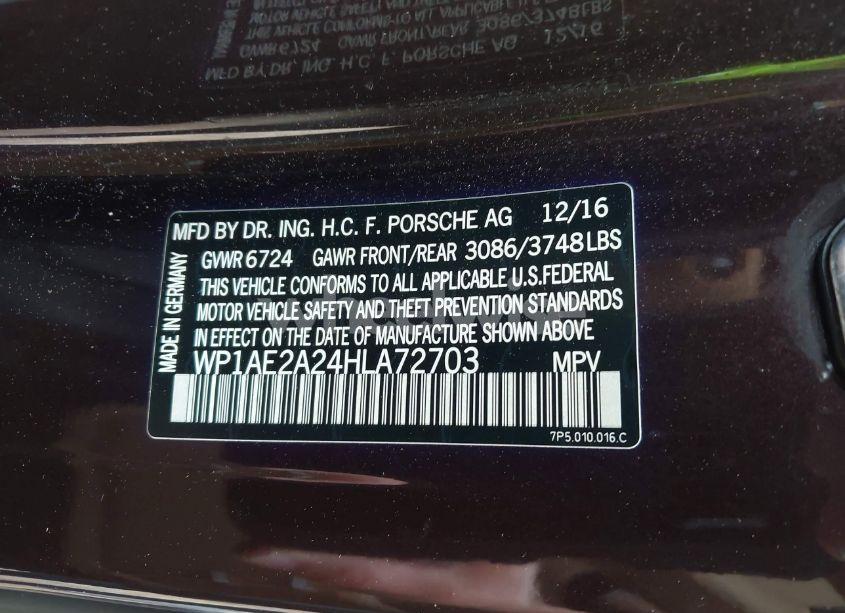 MFD BY DR. ING. H.C. F. PORSCHE AG 12/16
GVWR 6724 GAWR FRONT/REAR 3086/3748 LBS
THIS VEHICLE CONFORMS TO ALL APPLICABLE U.S.FEDERAL
MOTOR VEHICLE SAFETY AND THEFT PREVENTION STANDARDS
IN EFFECT ON THE DATE OF MANUFACTURE SHOWN ABOVE
WP1AE2A24HLA72703 MPV
7P5.010.016.C
MADE IN GERMANY